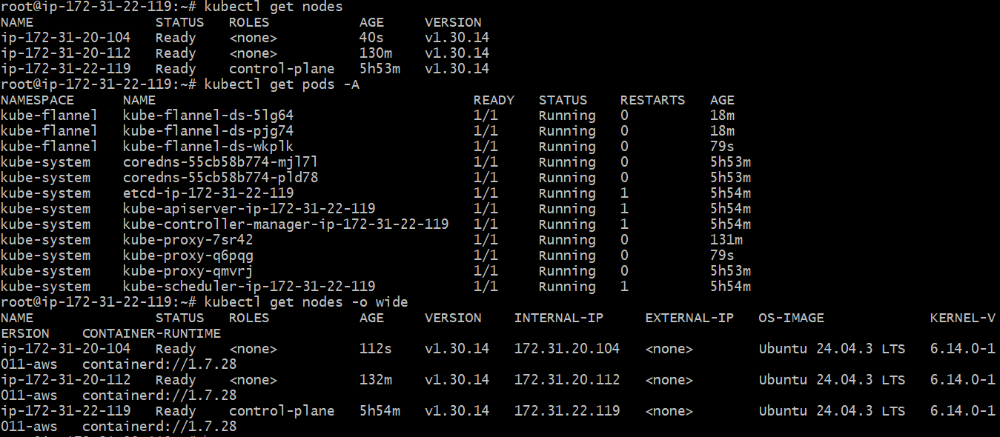 root@ip-172-31-22-119:~# kubectl get nodes
NAME STATUS ROLES AGE VERSION
ip-172-31-20-104 Ready <none> 40s v1.30.14
ip-172-31-20-112 Ready <none> 130m v1.30.14
ip-172-31-22-119 Ready control-plane 5h53m v1.30.14
root@ip-172-31-22-119:~# kubectl get pods -A
NAMESPACE NAME READY STATUS RESTARTS AGE
kube-flannel kube-flannel-ds-5lg64 1/1 Running 0 18m
kube-flannel kube-flannel-ds-pjg74 1/1 Running 0 18m
kube-flannel kube-flannel-ds-wkplk 1/1 Running 0 79s
kube-system coredns-55cb58b774-mjl7l 1/1 Running 0 5h53m
kube-system coredns-55cb58b774-pld78 1/1 Running 0 5h53m
kube-system etcd-ip-172-31-22-119 1/1 Running 1 5h54m
kube-system kube-apiserver-ip-172-31-22-119 1/1 Running 1 5h54m
kube-system kube-controller-manager-ip-172-31-22-119 1/1 Running 1 5h54m
kube-system kube-proxy-7sr42 1/1 Running 0 131m
kube-system kube-proxy-q6pqg 1/1 Running 0 79s
kube-system kube-proxy-qmvrj 1/1 Running 0 5h53m
kube-system kube-scheduler-ip-172-31-22-119 1/1 Running 1 5h54m
root@ip-172-31-22-119:~# kubectl get nodes -o wide
NAME STATUS ROLES AGE VERSION INTERNAL-IP EXTERNAL-IP OS-IMAGE KERNEL-V
ERSION CONTAINER-RUNTIME
ip-172-31-20-104 Ready <none> 112s v1.30.14 172.31.20.104 <none> Ubuntu 24.04.3 LTS 6.14.0-1
011-aws containerd://1.7.28
ip-172-31-20-112 Ready <none> 132m v1.30.14 172.31.20.112 <none> Ubuntu 24.04.3 LTS 6.14.0-1
011-aws containerd://1.7.28
ip-172-31-22-119 Ready control-plane 5h54m v1.30.14 172.31.22.119 <none> Ubuntu 24.04.3 LTS 6.14.0-1
011-aws containerd://1.7.28